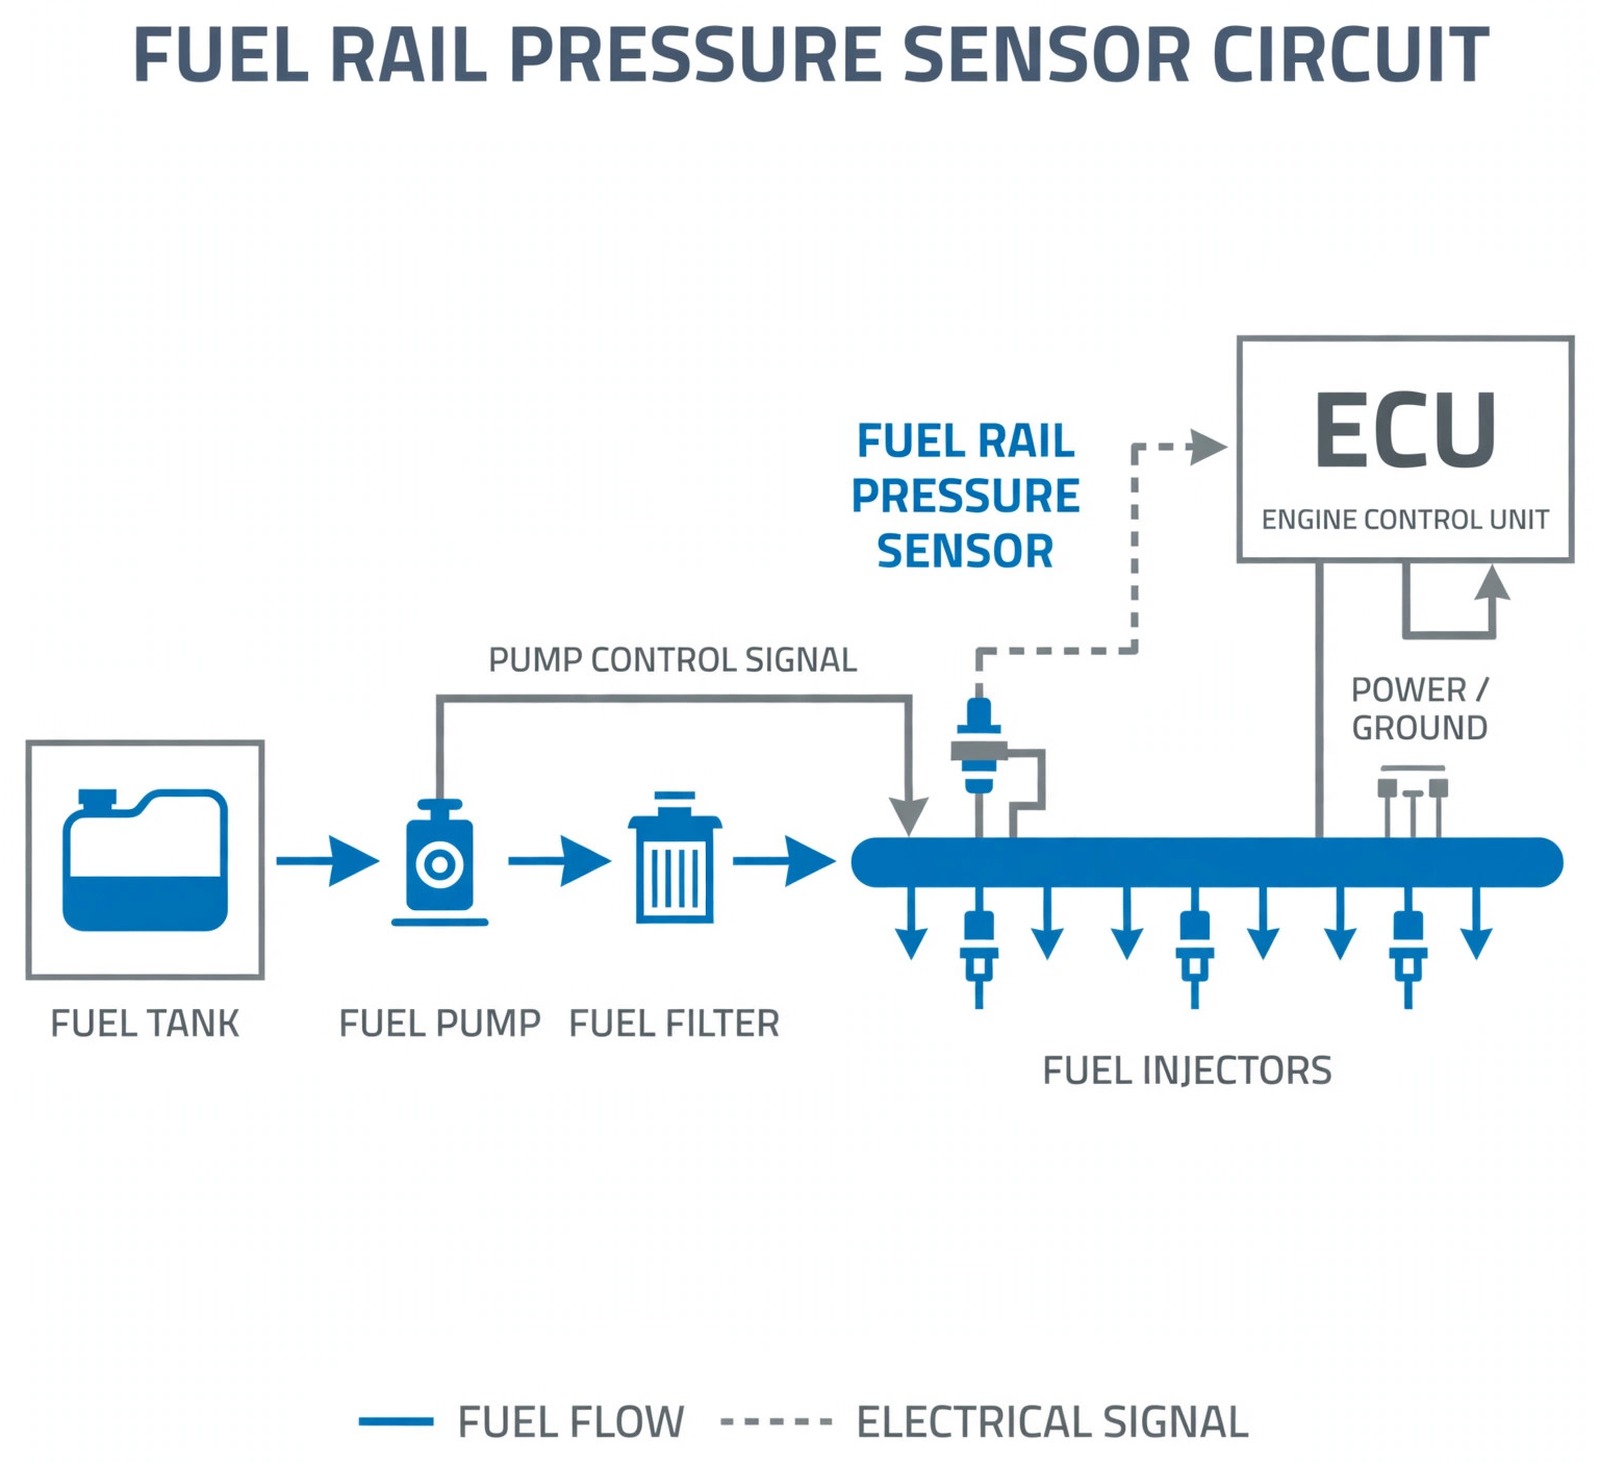 FUEL RAIL PRESSURE SENSOR CIRCUIT
ECU
ENGINE CONTROL UNIT
FUEL RAIL
PRESSURE
SENSOR
PUMP CONTROL SIGNAL
POWER /
GROUND
FUEL TANK
FUEL PUMP
FUEL FILTER
FUEL INJECTORS
FUEL FLOW
ELECTRICAL SIGNAL